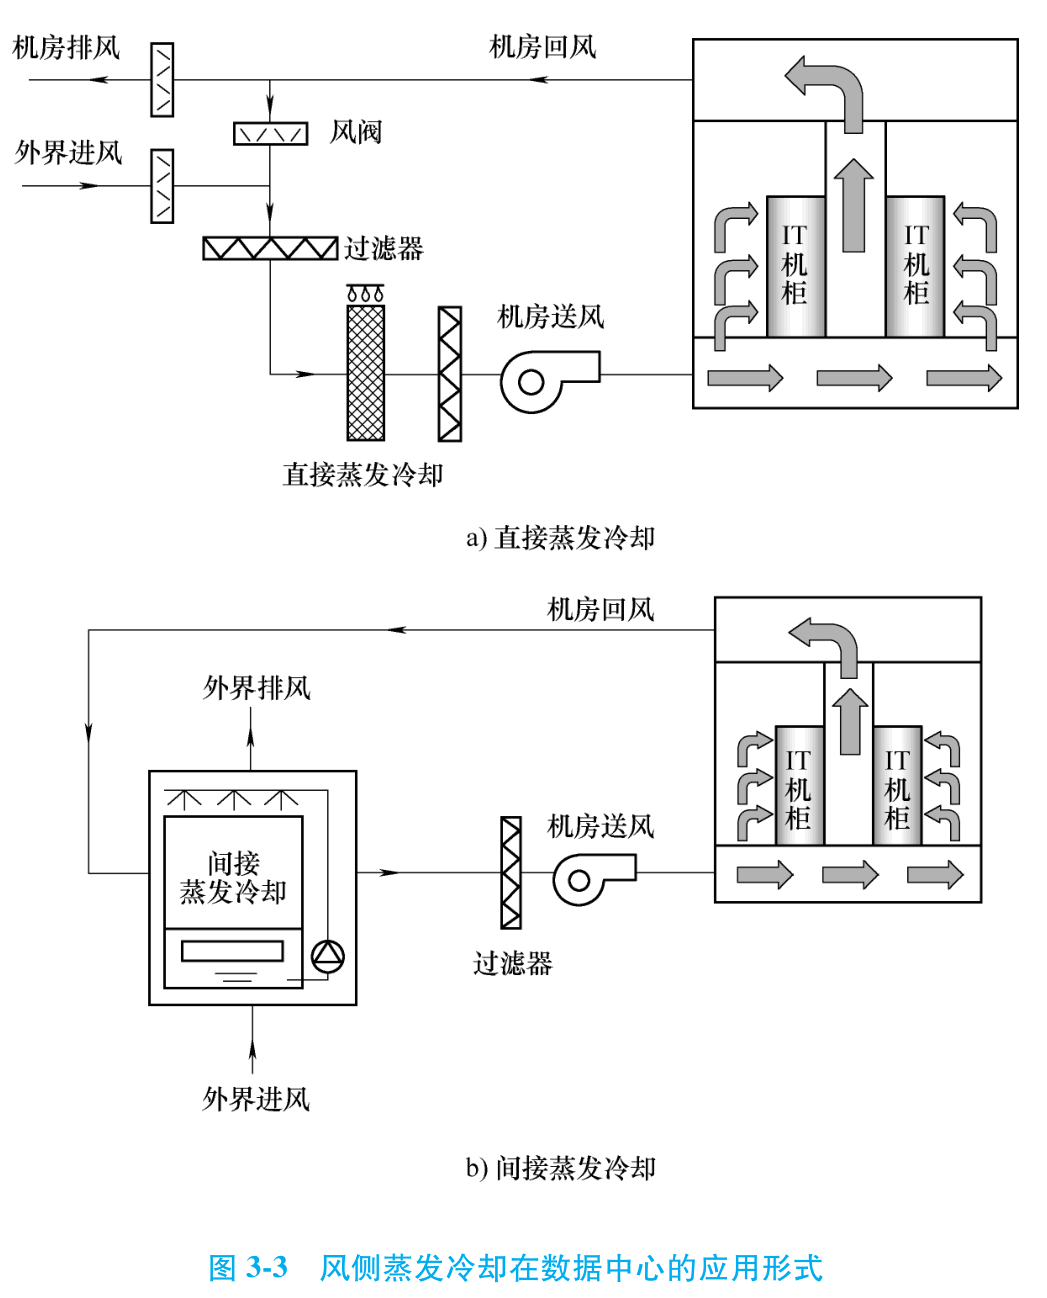 机房排风
机房回风
风阀
外界进风
过滤器
IT
机
柜
IT
机
柜
机房送风
直接蒸发冷却
a) 直接蒸发冷却
机房回风
外界排风
IT
机
柜
IT
机
柜
机房送风
间接
蒸发冷却
过滤器
外界进风
b) 间接蒸发冷却
图 3-3 风侧蒸发冷却在数据中心的应用形式